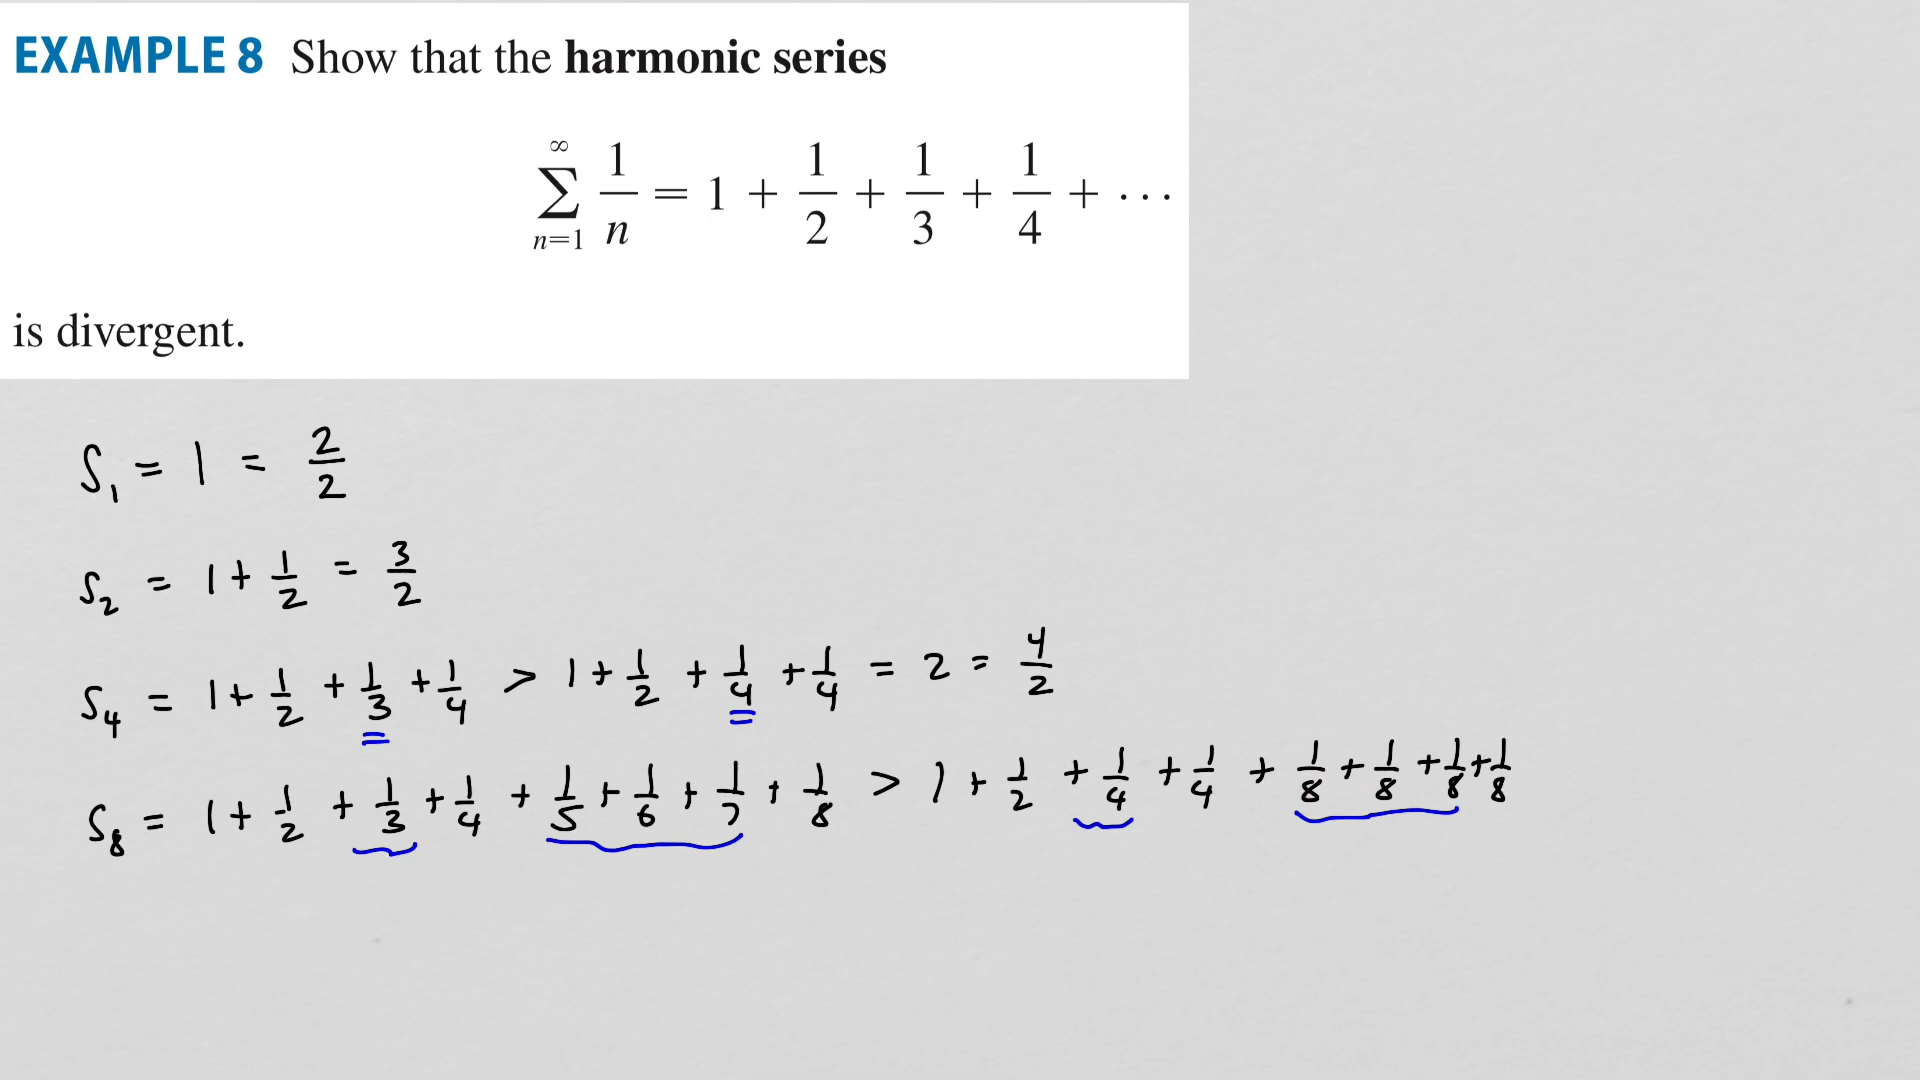 EXAMPLE 8 Show that the harmonic series
∑_{n=1}^{∞} 1/n = 1 + 1/2 + 1/3 + 1/4 + ···
is divergent.
S₁ = 1 = 2/2
S₂ = 1 + 1/2 = 3/2
S₄ = 1 + 1/2 + 1/3 + 1/4 > 1 + 1/2 + 1/4 + 1/4 = 2 = 4/2
S₈ = 1 + 1/2 + 1/3 + 1/4 + 1/5 + 1/6 + 1/7 + 1/8 > 1 + 1/2 + 1/4 + 1/4 + 1/8 + 1/8 + 1/8 + 1/8